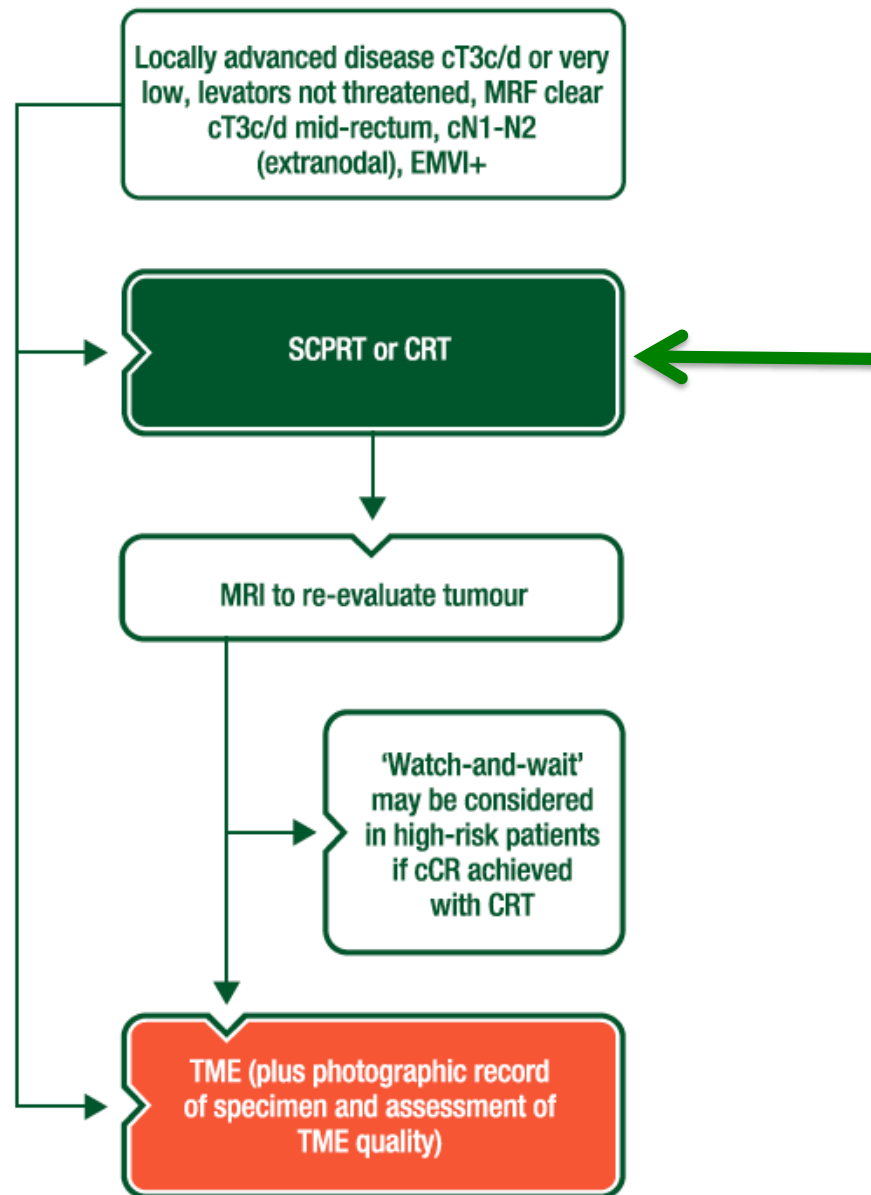 Locally advanced disease cT3c/d or very
low, levators not threatened, MRF clear
cT3c/d mid-rectum, cN1-N2
(extranodal), EMVI+
SCPRT or CRT
MRI to re-evaluate tumour
‘Watch-and-wait’
may be considered
in high-risk patients
if cCR achieved
with CRT
TME (plus photographic record
of specimen and assessment of
TME quality)